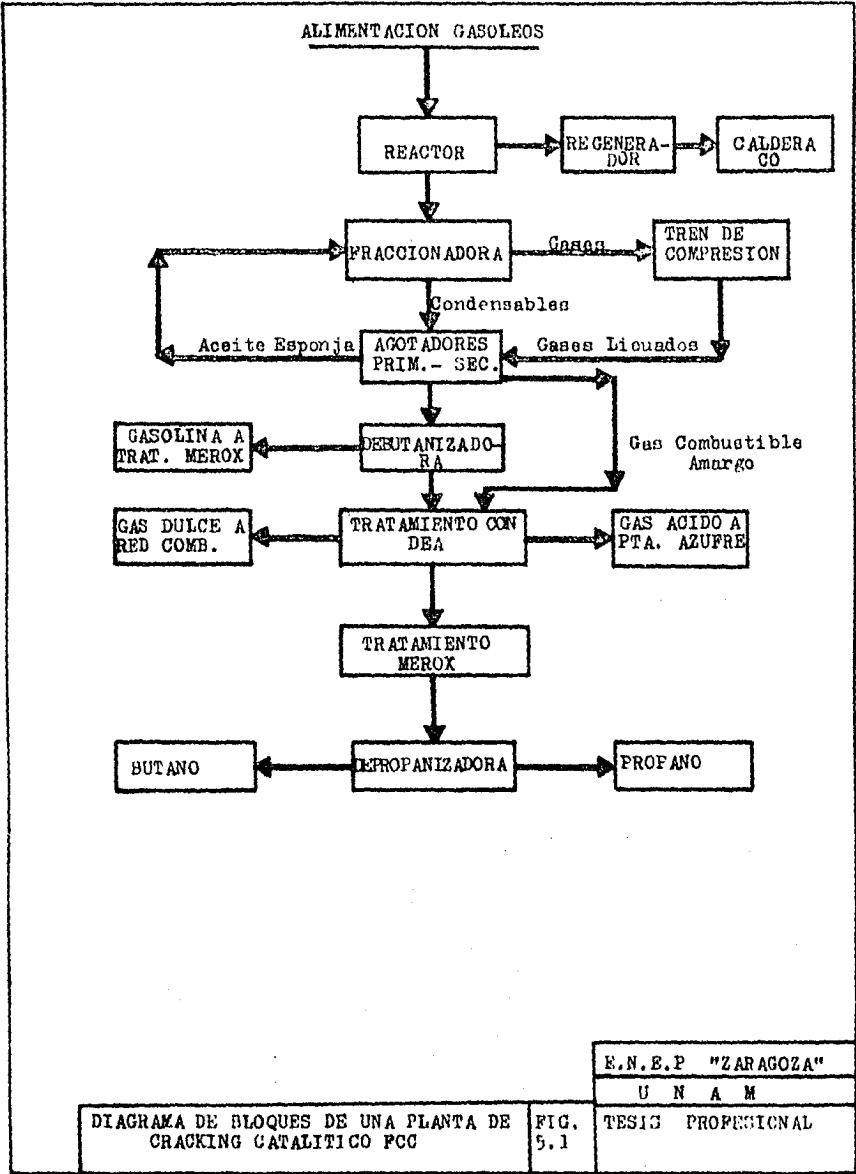 ALIMENTACION GASOLEOS
REACTOR
REGENERA-
DOR
CALDERA
CO
FRACCIONADORA
Gases
TREN DE
COMPRESION
Condensables
Aceite Esponja
AGOTADORES
PRIM.- SEC.
Gases Licuados
GASOLINA A
TRAT. MEROX
DEBUTANIZADO-
RA
Gas Combustible
Amargo
GAS DULCE A
RED COMB.
TRATAMIENTO CON
DEA
GAS ACIDO A
PTA. AZUFRE
TRATAMIENTO
MEROX
BUTANO
DEPROPANIZADORA
PROPANO
E.N.E.P "ZARAGOZA"
U N A M
DIAGRAMA DE BLOQUES DE UNA PLANTA DE
CRACKING CATALITICO FCC
FIG.
5.1
TESIS PROFESIONAL